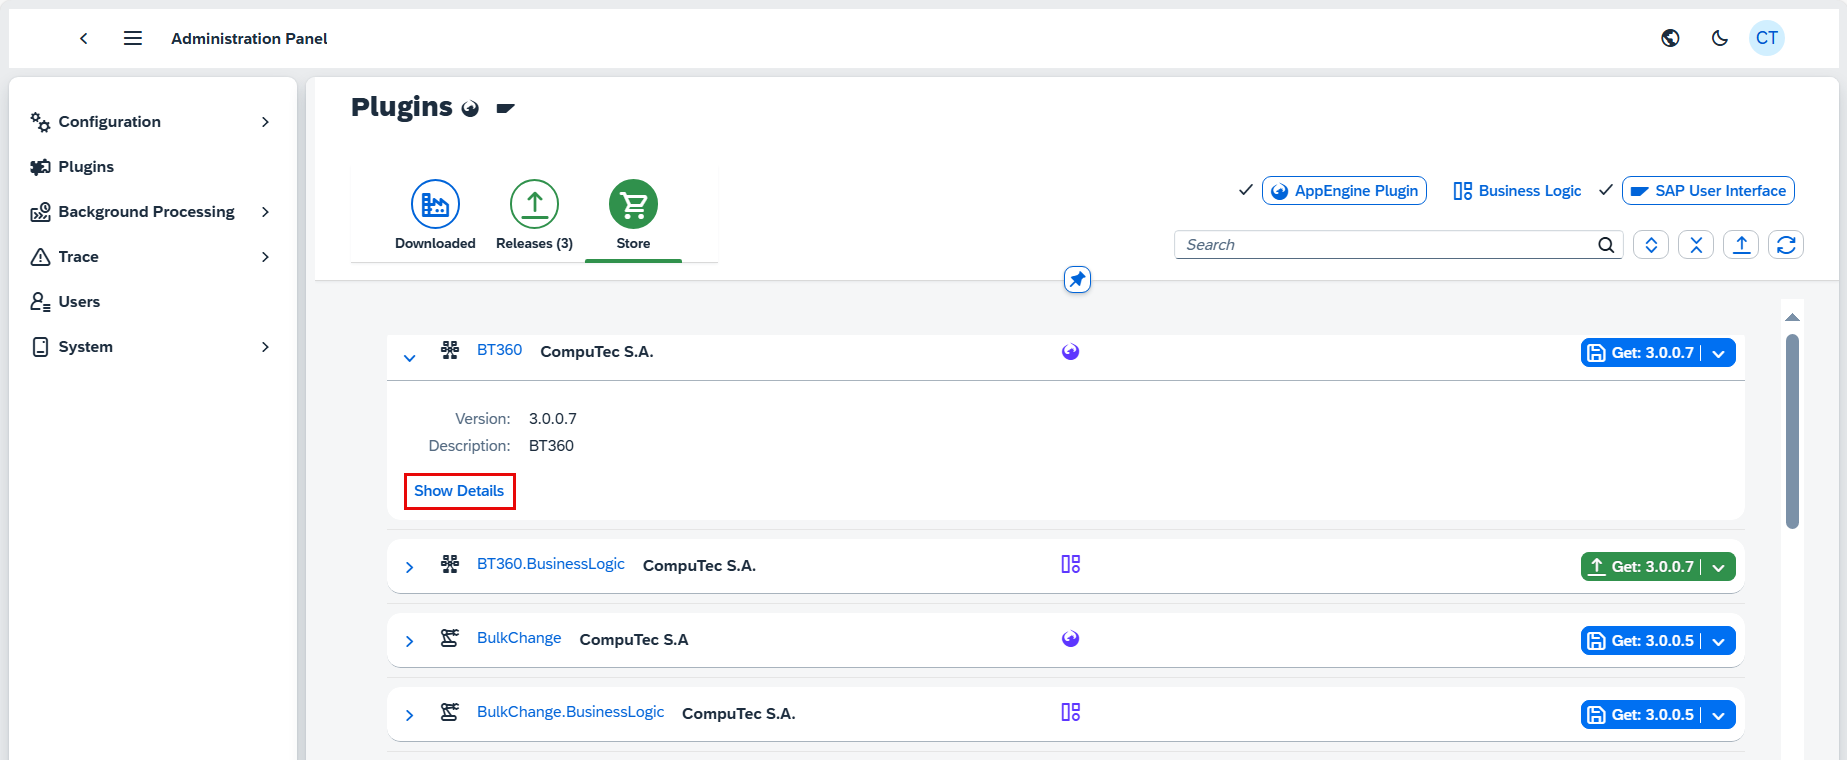 Administration Panel
CT
Configuration
Plugins
Background Processing
Trace
Users
System
Plugins
Downloaded
Releases (3)
Store
AppEngine Plugin
Business Logic
SAP User Interface
Search
BT360 CompuTec S.A. Get: 3.0.0.7
Version: 3.0.0.7
Description: BT360
Show Details
BT360.BusinessLogic CompuTec S.A. Get: 3.0.0.7
BulkChange CompuTec S.A Get: 3.0.0.5
BulkChange.BusinessLogic CompuTec S.A. Get: 3.0.0.5